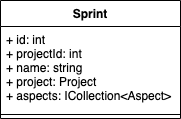 Sprint
+ id: int
+ projectId: int
+ name: string
+ project: Project
+ aspects: ICollection<Aspect>